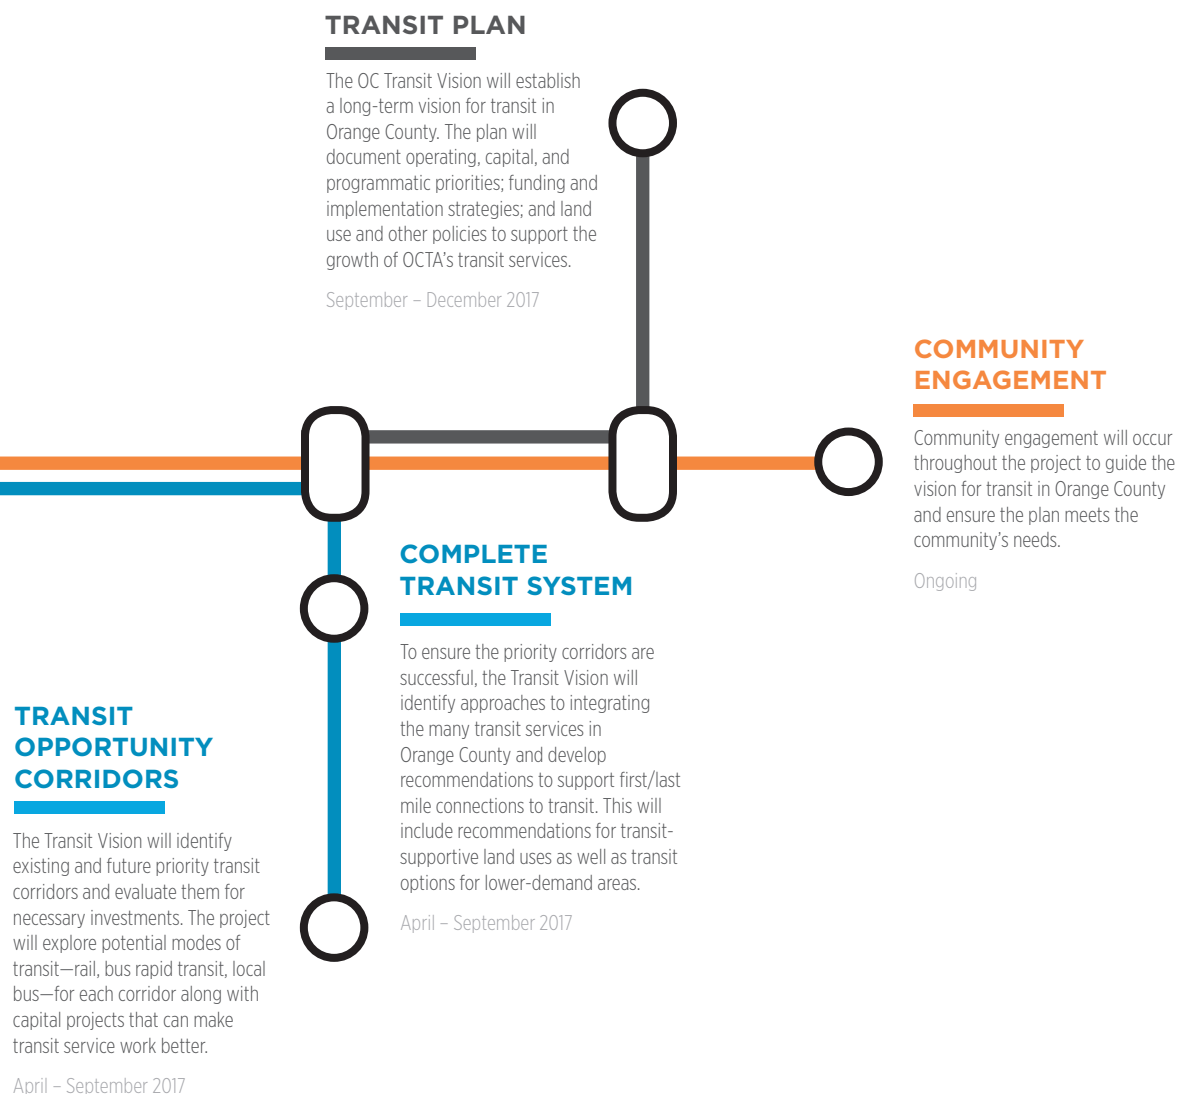 TRANSIT PLAN
The OC Transit Vision will establish
a long-term vision for transit in
Orange County. The plan will
document operating, capital, and
programmatic priorities; funding and
implementation strategies; and land
use and other policies to support the
growth of OCTA’s transit services.
September – December 2017
COMMUNITY
ENGAGEMENT
Community engagement will occur
throughout the project to guide the
vision for transit in Orange County
and ensure the plan meets the
community’s needs.
Ongoing
COMPLETE
TRANSIT SYSTEM
To ensure the priority corridors are
successful, the Transit Vision will
identify approaches to integrating
the many transit services in
Orange County and develop
recommendations to support first/last
mile connections to transit. This will
include recommendations for transit-
supportive land uses as well as transit
options for lower-demand areas.
April – September 2017
TRANSIT
OPPORTUNITY
CORRIDORS
The Transit Vision will identify
existing and future priority transit
corridors and evaluate them for
necessary investments. The project
will explore potential modes of
transit—rail, bus rapid transit, local
bus—for each corridor along with
capital projects that can make
transit service work better.
April – September 2017